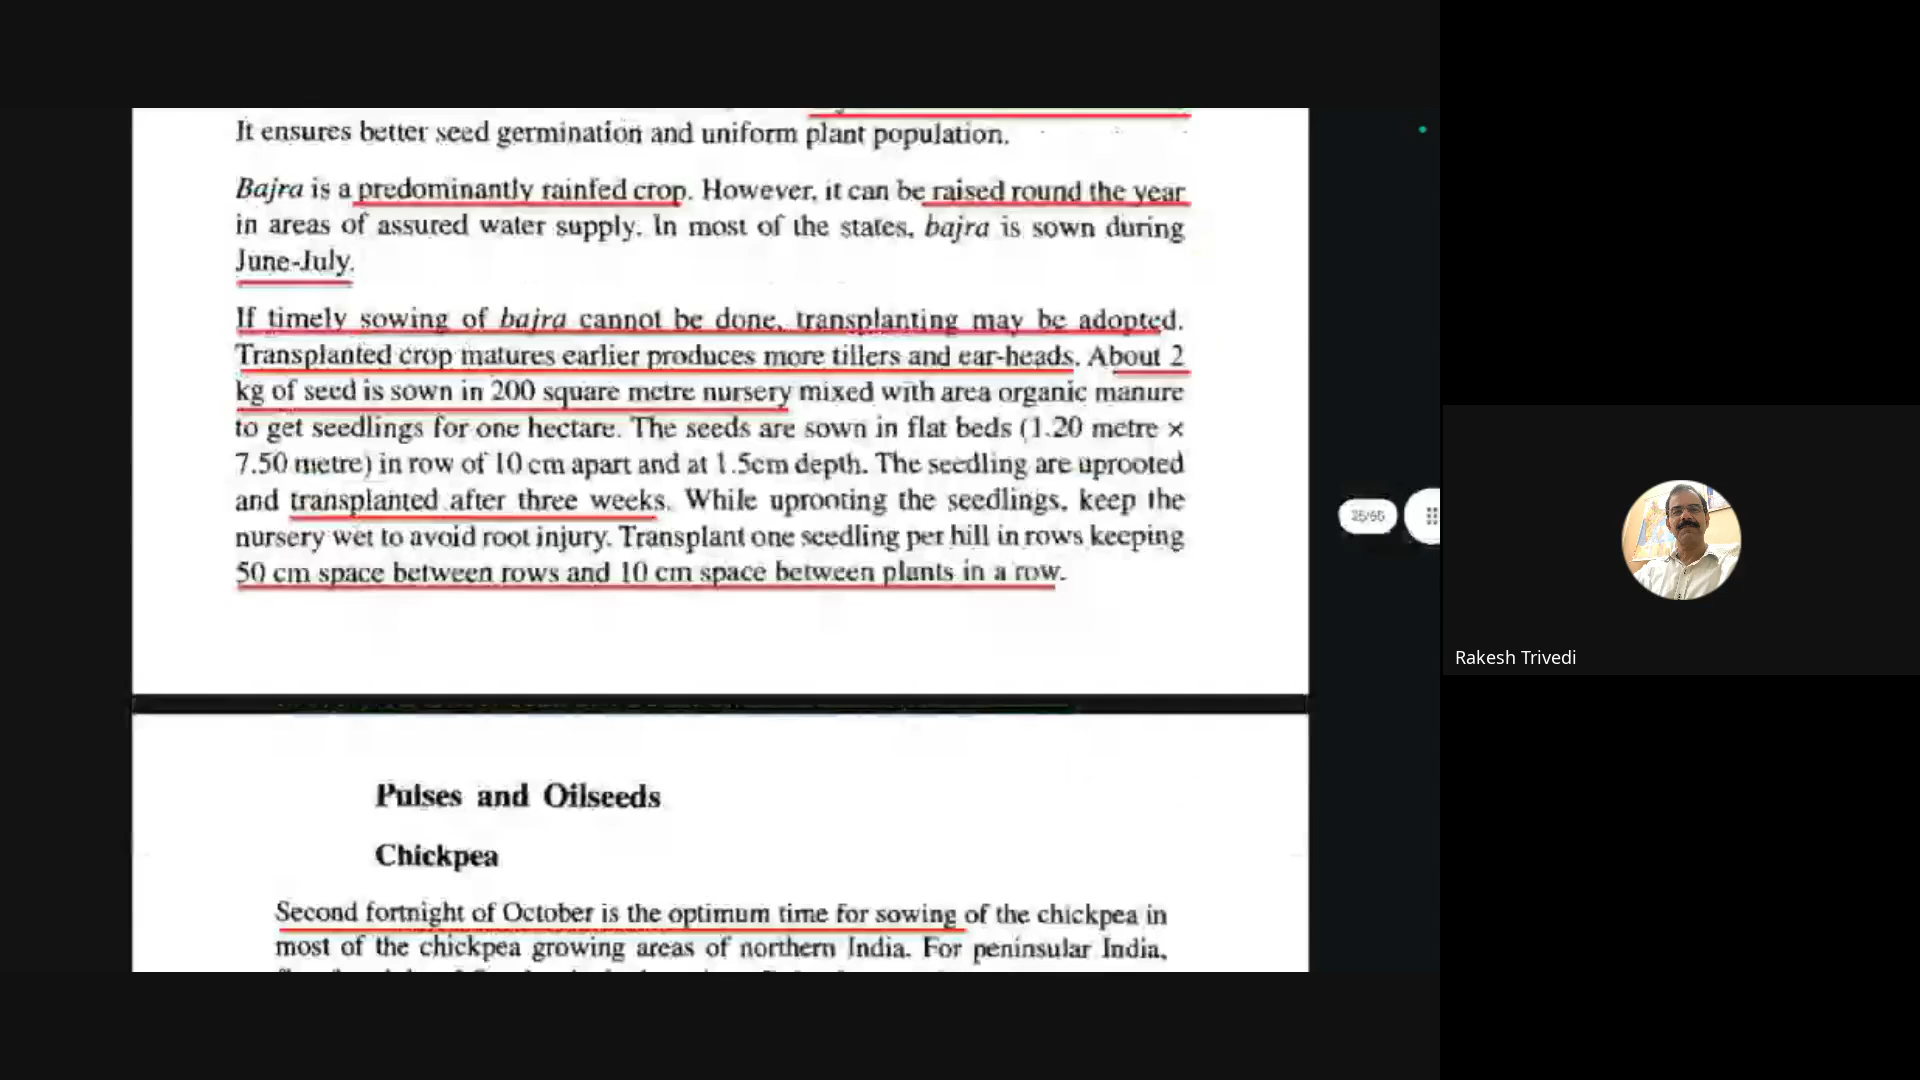 It ensures better seed germination and uniform plant population.
Bajra is a predominantly rainfed crop. However, it can be raised round the year
in areas of assured water supply. In most of the states, bajra is sown during
June-July.
If timely sowing of bajra cannot be done, transplanting may be adopted.
Transplanted crop matures earlier produces more tillers and ear-heads. About 2
kg of seed is sown in 200 square metre nursery mixed with area organic manure
to get seedlings for one hectare. The seeds are sown in flat beds (1.20 metre ×
7.50 metre) in row of 10 cm apart and at 1.5cm depth. The seedling are uprooted
and transplanted after three weeks. While uprooting the seedlings, keep the
nursery wet to avoid root injury. Transplant one seedling per hill in rows keeping
50 cm space between rows and 10 cm space between plants in a row.
Pulses and Oilseeds
Chickpea
Second fortnight of October is the optimum time for sowing of the chickpea in
most of the chickpea growing areas of northern India. For peninsular India,
Rakesh Trivedi